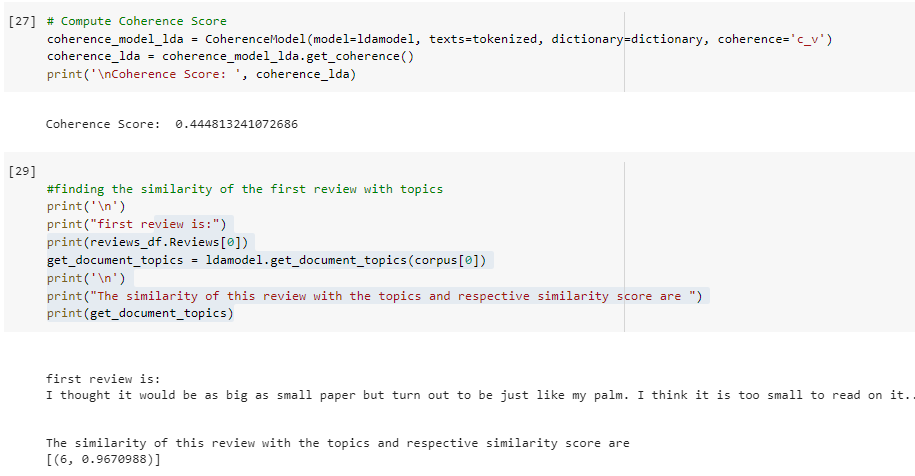 [27] # Compute Coherence Score
coherence_model_lda = CoherenceModel(model=ldamodel, texts=tokenized, dictionary=dictionary, coherence='c_v')
coherence_lda = coherence_model_lda.get_coherence()
print('\nCoherence Score: ', coherence_lda)
Coherence Score:  0.444813241072686
[29]
#finding the similarity of the first review with topics
print('\n')
print("first review is:")
print(reviews_df.Reviews[0])
get_document_topics = ldamodel.get_document_topics(corpus[0])
print('\n')
print("The similarity of this review with the topics and respective similarity score are ")
print(get_document_topics)
first review is:
I thought it would be as big as small paper but turn out to be just like my palm. I think it is too small to read on it..
The similarity of this review with the topics and respective similarity score are
[(6, 0.9670988)]